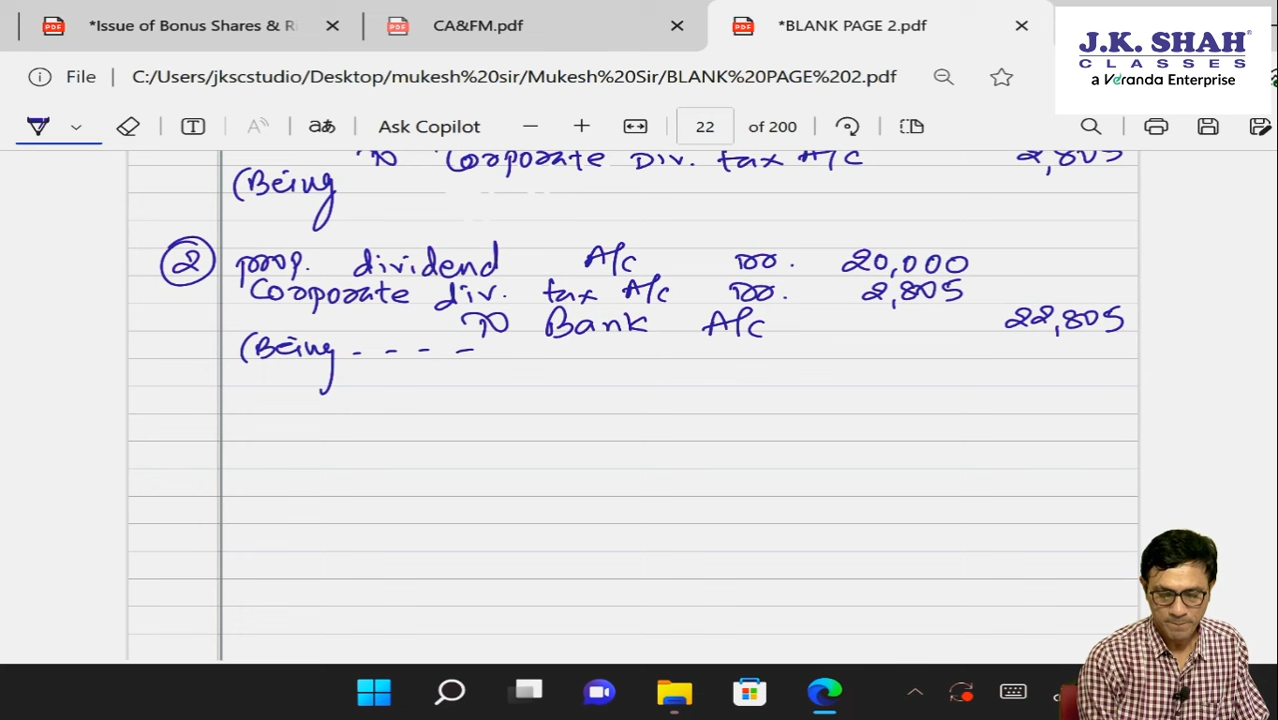 *Issue of Bonus Shares & Ri
CA&FM.pdf
*BLANK PAGE 2.pdf
J.K. SHAH
CLASSES
a Veranda Enterprise
File C:/Users/jkscstudio/Desktop/mukesh%20sir/Mukesh%20Sir/BLANK%20PAGE%202.pdf
Ask Copilot 22 of 200
To Corporate Div. tax A/c 2,805
(Being
2 prop. dividend A/c Dr. 20,000
Corporate div. tax A/c Dr. 2,805
To Bank A/c 22,805
(Being - - - -